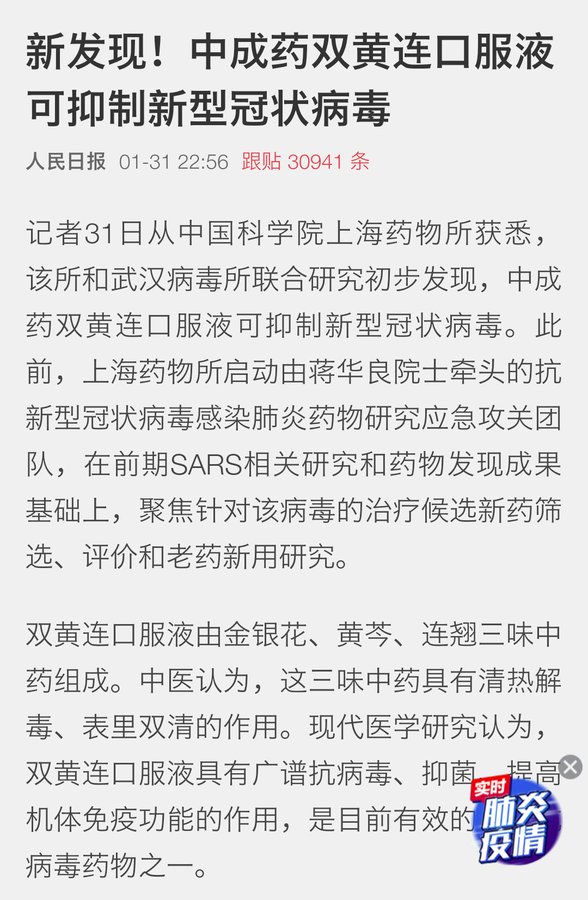 新发现！中成药双黄连口服液
可抑制新型冠状病毒
人民日报 01-31 22:56 跟贴 30941 条
记者31日从中国科学院上海药物所获悉，
该所和武汉病毒所联合研究初步发现，中成
药双黄连口服液可抑制新型冠状病毒。此
前，上海药物所启动由蒋华良院士牵头的抗
新型冠状病毒感染肺炎药物研究应急攻关团
队，在前期SARS相关研究和药物发现成果
基础上，聚焦针对该病毒的治疗候选新药筛
选、评价和老药新用研究。
双黄连口服液由金银花、黄芩、连翘三味中
药组成。中医认为，这三味中药具有清热解
毒、表里双清的作用。现代医学研究认为，
双黄连口服液具有广谱抗病毒、抑菌、提高
机体免疫功能的作用，是目前有效的
病毒药物之一。
实时
肺炎
疫情